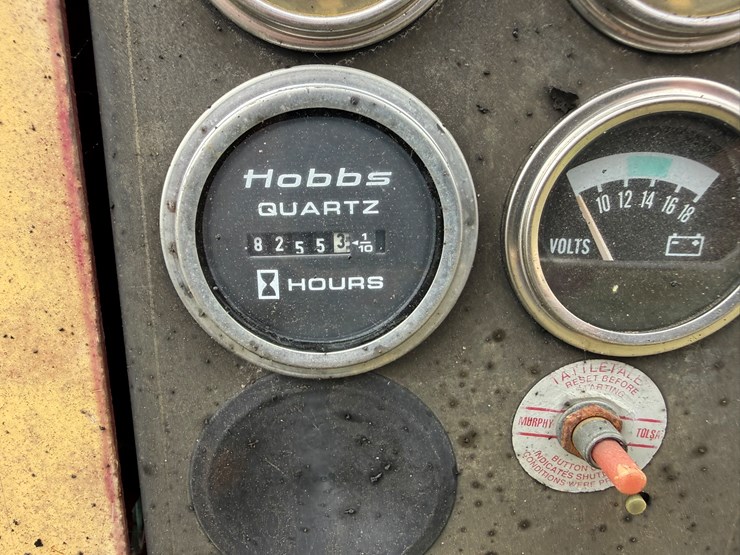 Hobbs
QUARTZ
8 2 5 5 3 1/10
HOURS
10 12 14 16 18
VOLTS
TATTLETALE
RESET BEFORE
STARTING
MURPHY TULSA
BUTTON
INDICATES SHUT
CONDITIONS WERE